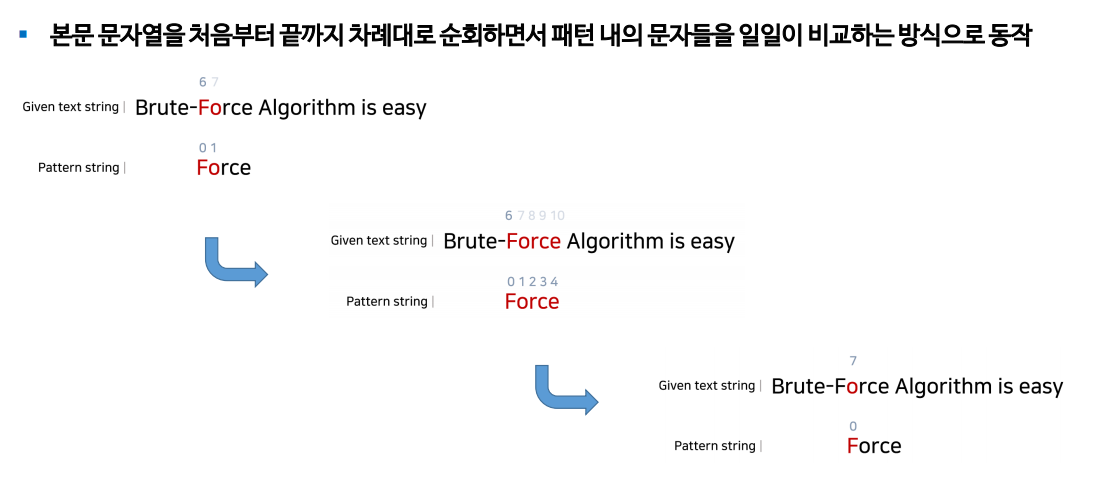 본문 문자열을 처음부터 끝까지 차례대로 순회하면서 패턴 내의 문자들을 일일이 비교하는 방식으로 동작
6 7
Given text string | Brute-Force Algorithm is easy
0 1
Pattern string | Force
6 7 8 9 10
Given text string | Brute-Force Algorithm is easy
0 1 2 3 4
Pattern string | Force
7
Given text string | Brute-Force Algorithm is easy
0
Pattern string | Force